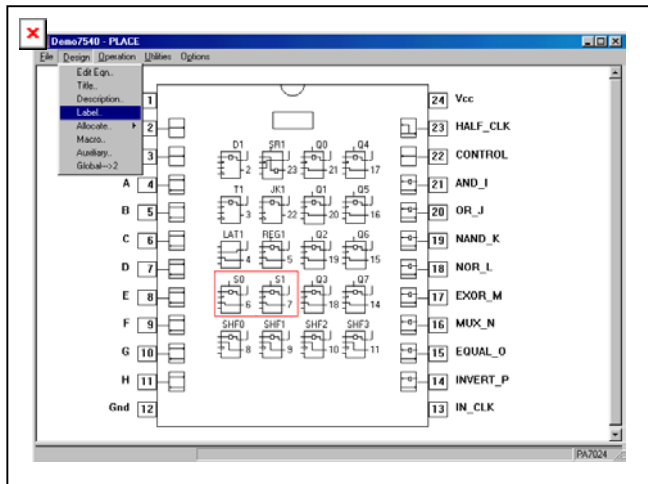 Demo7540 - PLACE
File Design Operation Utilities Options
Edit Eqn..
Title..
Description..
Label..
Allocate..
Macro..
Auxiliary..
Global-->2
1 24 Vcc
2 23 HALF_CLK
3 22 CONTROL
A 4 21 AND_I
B 5 20 OR_J
C 6 19 NAND_K
D 7 18 NOR_L
E 8 17 EXOR_M
F 9 16 MUX_N
G 10 15 EQUAL_O
H 11 14 INVERT_P
Gnd 12 13 IN_CLK
D1 SR1 Q0 Q4
2 23 21 17
T1 JK1 Q1 Q5
3 22 20 16
LAT1 REG1 Q2 Q6
4 5 19 15
S0 S1 Q3 Q7
6 7 18 14
SHF0 SHF1 SHF2 SHF3
8 9 10 11
PA7024